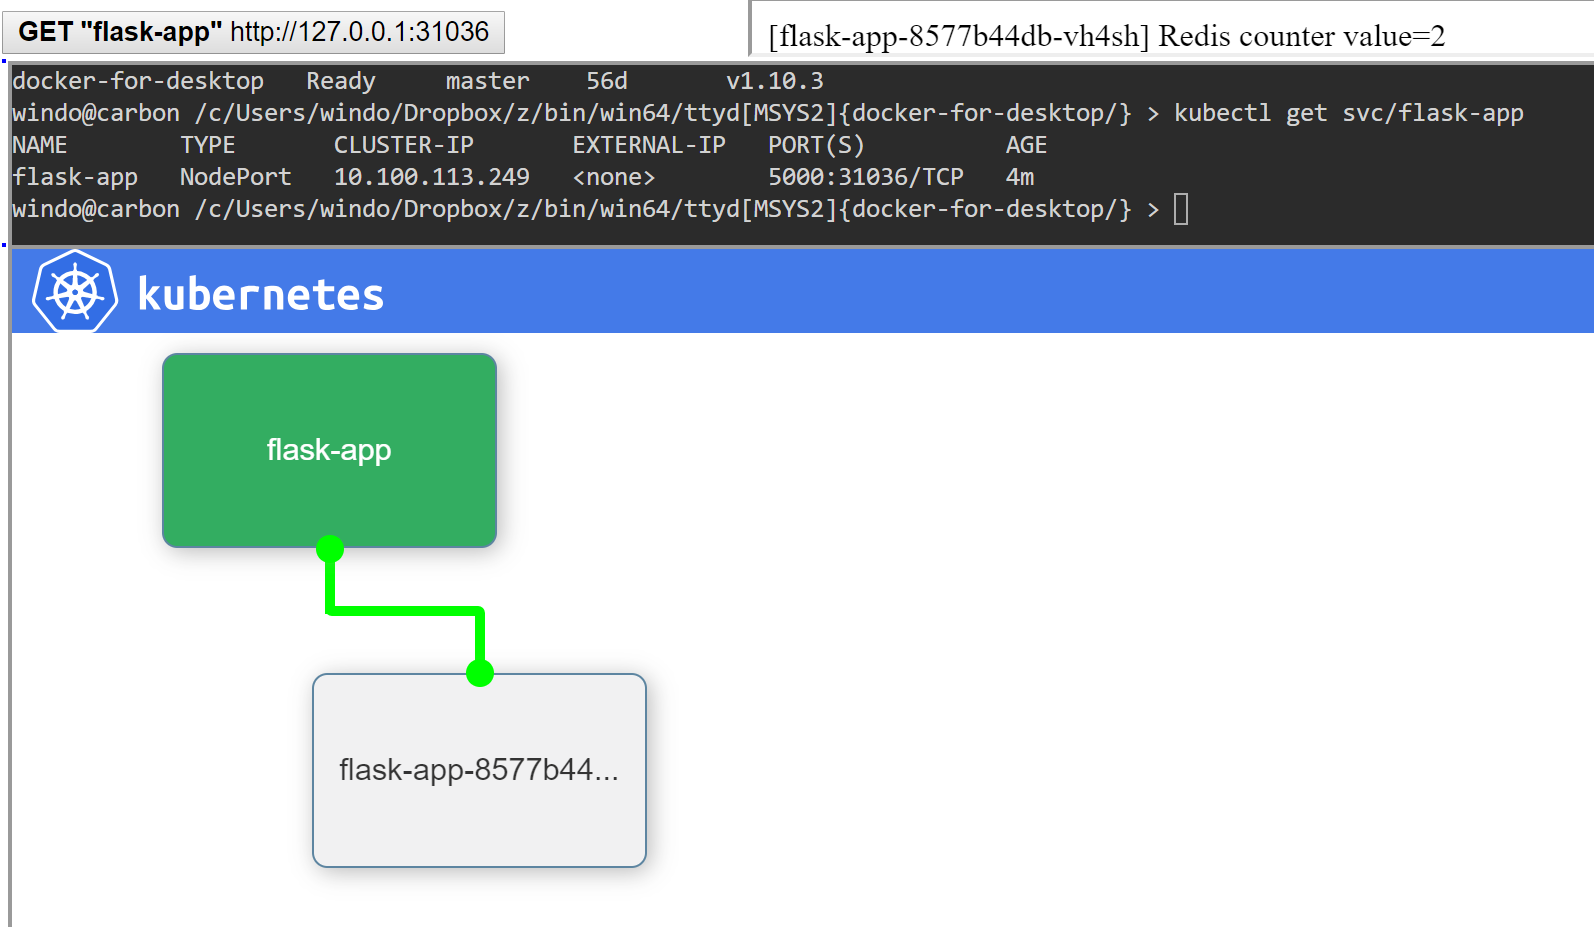 GET "flask-app" http://127.0.0.1:31036
[flask-app-8577b44db-vh4sh] Redis counter value=2
docker-for-desktop Ready master 56d v1.10.3
windo@carbon /c/Users/windo/Dropbox/z/bin/win64/ttyd[MSYS2]{docker-for-desktop/} > kubectl get svc/flask-app
NAME TYPE CLUSTER-IP EXTERNAL-IP PORT(S) AGE
flask-app NodePort 10.100.113.249 <none> 5000:31036/TCP 4m
windo@carbon /c/Users/windo/Dropbox/z/bin/win64/ttyd[MSYS2]{docker-for-desktop/} >
kubernetes
flask-app
flask-app-8577b44...